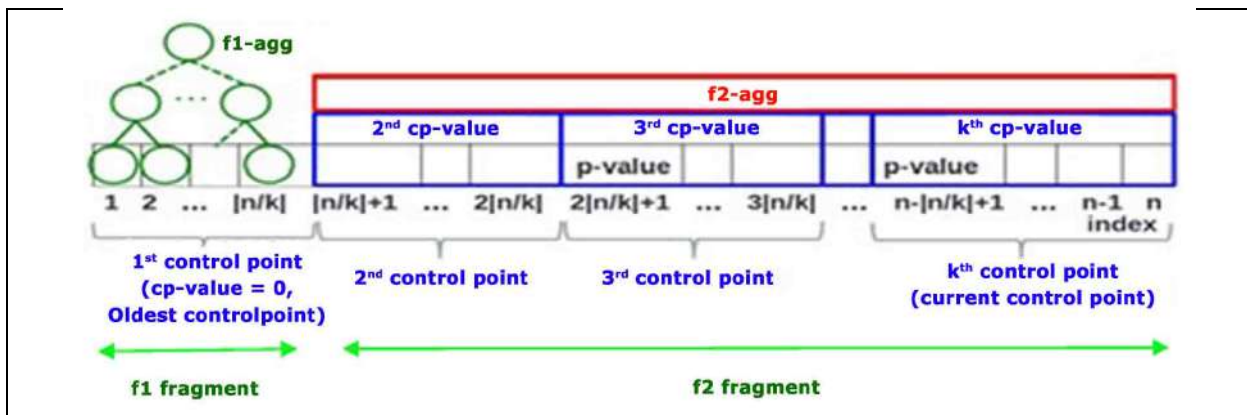 f1-agg
f2-agg
2nd cp-value 3rd cp-value kth cp-value
p-value p-value
1 2 ... |n/k| |n/k|+1 ... 2|n/k| 2|n/k|+1 ... 3|n/k| ... n-|n/k|+1 ... n-1 n
index
1st control point
(cp-value = 0,
Oldest controlpoint)
2nd control point
3rd control point
kth control point
(current control point)
f1 fragment
f2 fragment